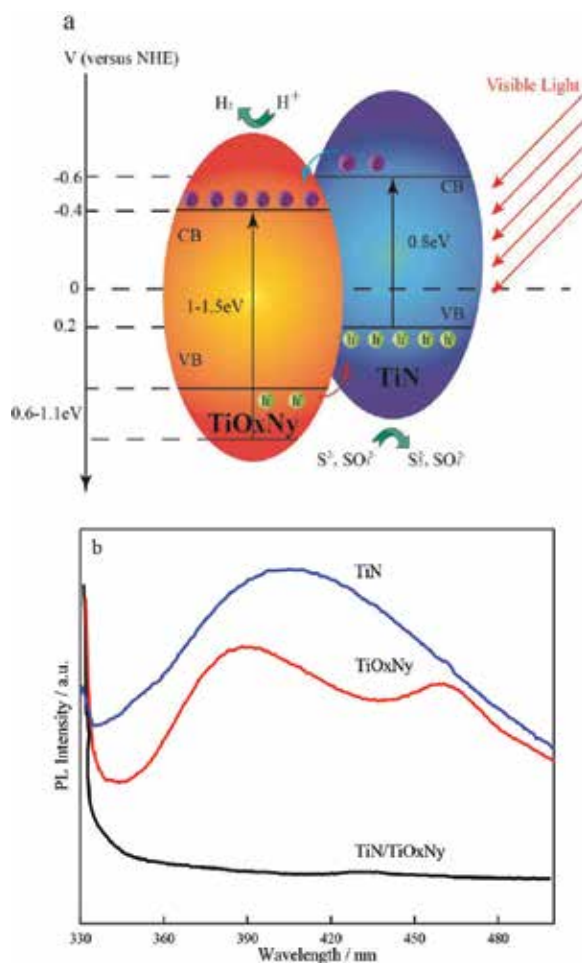 a
V (versus NHE)
H₂ H⁺
Visible Light
-0.6
CB
-0.4
CB
0.8eV
0
1-1.5eV
0.2
VB
h h h h h
VB
TiN
h h
0.6-1.1eV
TiOxNy
b
TiN
TiOxNy
TiN/TiOxNy
PL Intensity / a.u.
330 390 420 460 480
Wavelength / nm